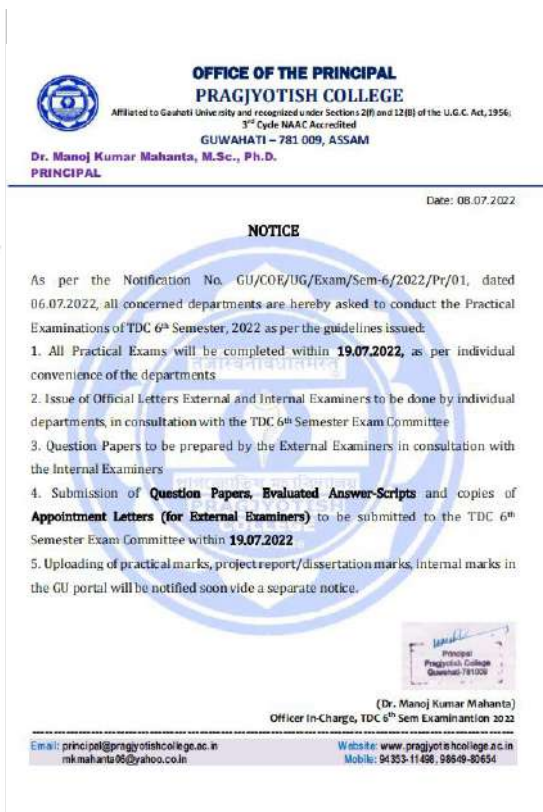 OFFICE OF THE PRINCIPAL
PRAGJYOTISH COLLEGE
Affiliated to Gauhati University and recognized under Sections 2(f) and 12(B) of the U.G.C. Act, 1956;
3rd Cycle NAAC Accredited
GUWAHATI – 781 009, ASSAM
Dr. Manoj Kumar Mahanta, M.Sc., Ph.D.
PRINCIPAL
Date: 08.07.2022
NOTICE
As per the Notification No. GU/COE/UG/Exam/Sem-6/2022/Pr/01, dated
06.07.2022, all concerned departments are hereby asked to conduct the Practical
Examinations of TDC 6th Semester, 2022 as per the guidelines issued:
1. All Practical Exams will be completed within 19.07.2022, as per individual
convenience of the departments
2. Issue of Official Letters External and Internal Examiners to be done by individual
departments, in consultation with the TDC 6th Semester Exam Committee
3. Question Papers to be prepared by the External Examiners in consultation with
the Internal Examiners
4. Submission of Question Papers, Evaluated Answer-Scripts and copies of
Appointment Letters (for External Examiners) to be submitted to the TDC 6th
Semester Exam Committee within 19.07.2022
5. Uploading of practical marks, project report/dissertation marks, internal marks in
the GU portal will be notified soon vide a separate notice.
Principal
Pragjyotish College
Guwahati-781009
(Dr. Manoj Kumar Mahanta)
Officer In-Charge, TDC 6th Sem Examinantion 2022
Email: principal@pragjyotishcollege.ac.in
Website: www.pragjyotishcollege.ac.in
mkmahanta06@yahoo.co.in
Mobile: 94353-11498, 98649-80654